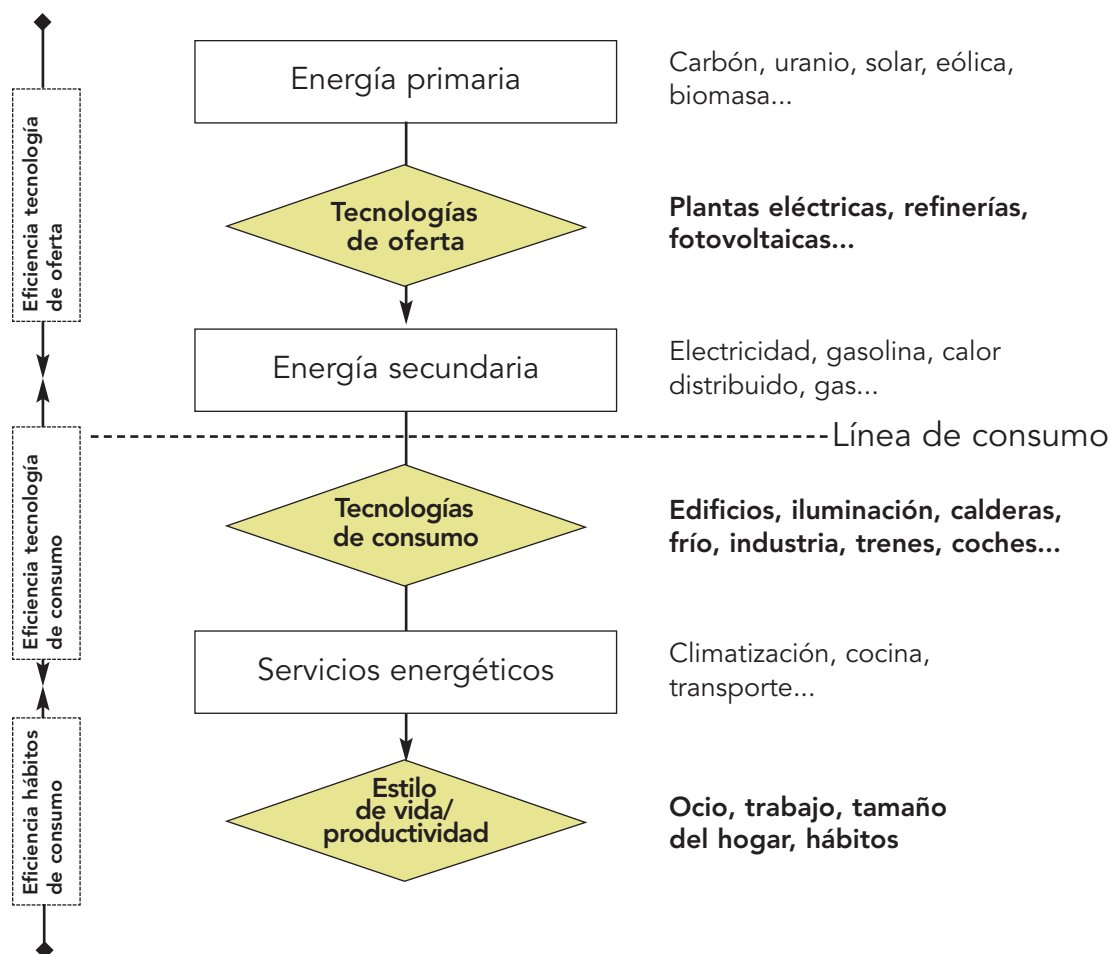 Energía primaria
Carbón, uranio, solar, eólica,
biomasa...
Eficiencia tecnología
de oferta
Tecnologías
de oferta
Plantas eléctricas, refinerías,
fotovoltaicas...
Energía secundaria
Electricidad, gasolina, calor
distribuido, gas...
Línea de consumo
Eficiencia tecnología
de consumo
Tecnologías
de consumo
Edificios, iluminación, calderas,
frío, industria, trenes, coches...
Servicios energéticos
Climatización, cocina,
transporte...
Eficiencia hábitos
de consumo
Estilo
de vida/
productividad
Ocio, trabajo, tamaño
del hogar, hábitos